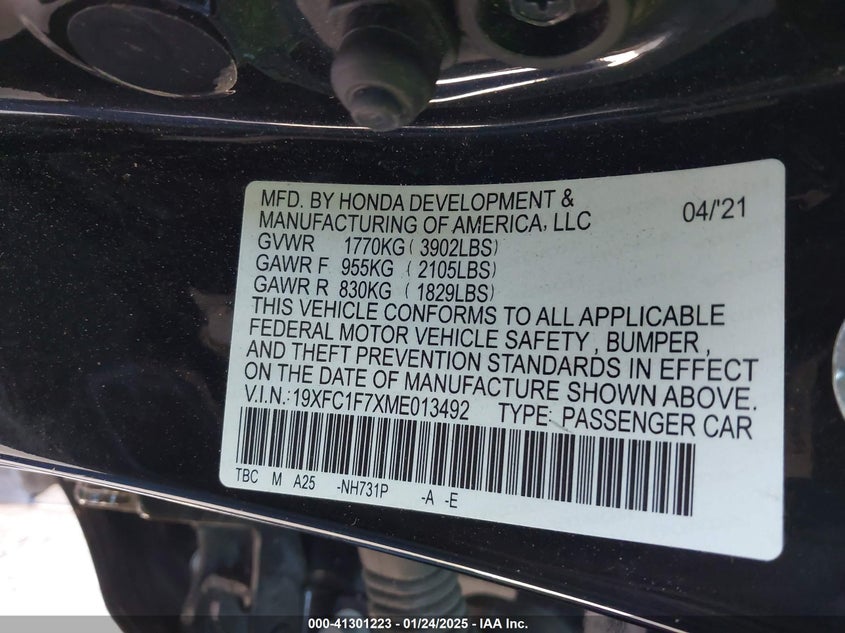 MFD. BY HONDA DEVELOPMENT &
MANUFACTURING OF AMERICA, LLC 04/'21
GVWR 1770KG ( 3902LBS)
GAWR F 955KG ( 2105LBS)
GAWR R 830KG ( 1829LBS)
THIS VEHICLE CONFORMS TO ALL APPLICABLE
FEDERAL MOTOR VEHICLE SAFETY, BUMPER,
AND THEFT PREVENTION STANDARDS IN EFFECT
ON THE DATE OF MANUFACTURE SHOWN ABOVE.
V.I.N.:19XFC1F7XME013492 TYPE: PASSENGER CAR
TBC M A25 -NH731P -A -E
000-41301223 - 01/24/2025 - IAA Inc.